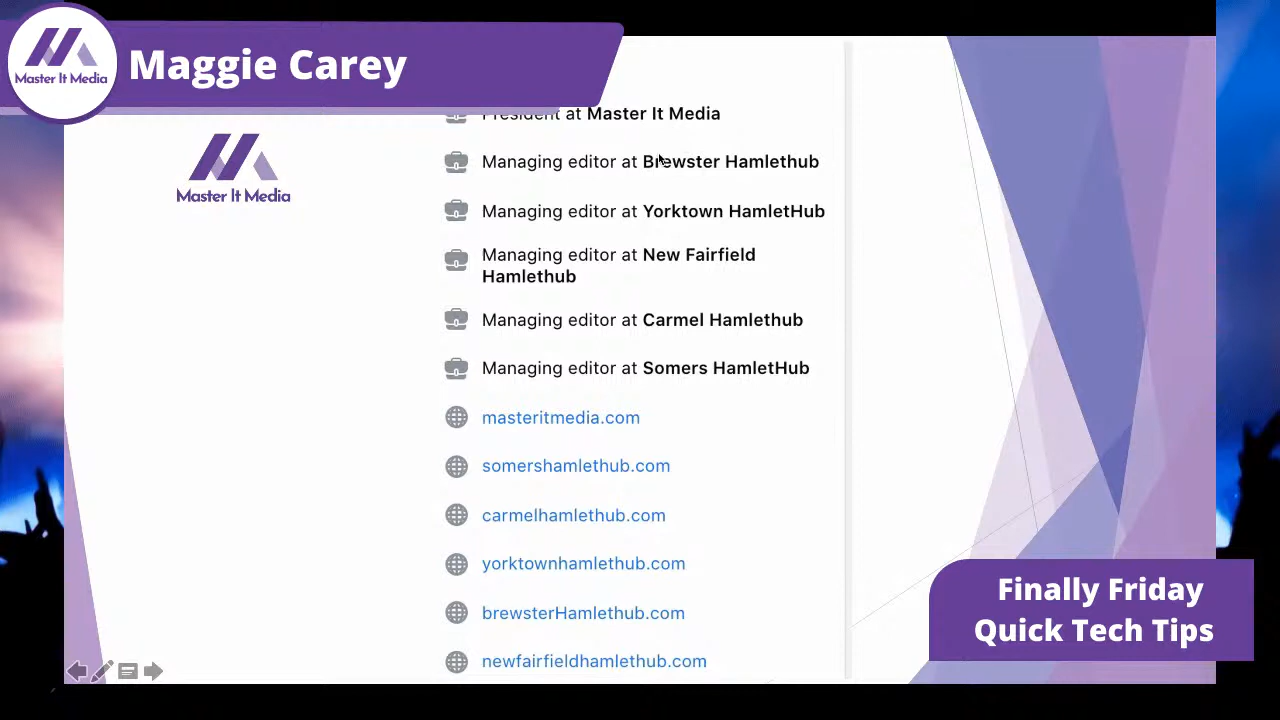 Master It Media
Maggie Carey
President at Master It Media
Master It Media
Managing editor at Brewster Hamlethub
Managing editor at Yorktown HamletHub
Managing editor at New Fairfield
Hamlethub
Managing editor at Carmel Hamlethub
Managing editor at Somers HamletHub
masteritmedia.com
somershamlethub.com
carmelhamlethub.com
yorktownhamlethub.com
brewsterHamlethub.com
newfairfieldhamlethub.com
Finally Friday
Quick Tech Tips